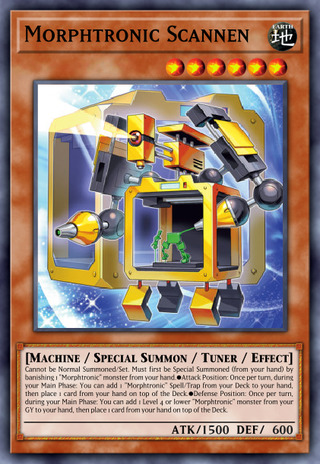 MORPHTRONIC SCANNEN
EARTH
地
[MACHINE / SPECIAL SUMMON / TUNER / EFFECT]
Cannot be Normal Summoned/Set. Must first be Special Summoned (from your hand) by
banishing 1 "Morphtronic" monster from your hand. ●Attack Position: Once per turn, during
your Main Phase: You can add 1 "Morphtronic" Spell/Trap from your Deck to your hand,
then place 1 card from your hand on top of the Deck.●Defense Position: Once per turn,
during your Main Phase: You can add 1 Level 4 or lower "Morphtronic" monster from your
GY to your hand, then place 1 card from your hand on top of the Deck.
ATK/1500 DEF/ 600